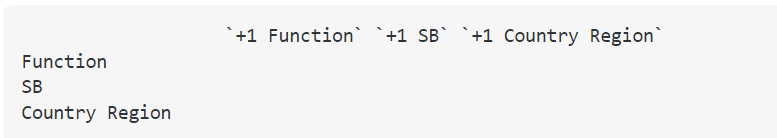 `+1 Function` `+1 SB` `+1 Country Region`
Function
SB
Country Region